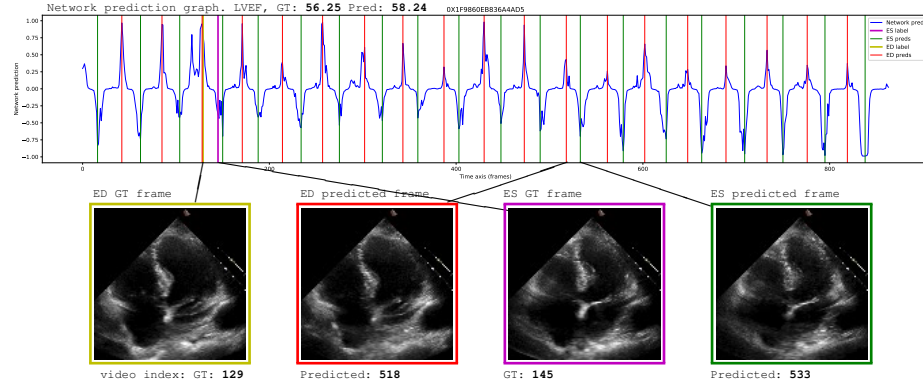 Network prediction graph. LVEF, GT: 56.25 Pred: 58.24
0X1F9860EBB36A4AD5
Network prediction
1.00
0.75
0.50
0.25
0.00
−0.25
−0.50
−0.75
−1.00
0
200
400
600
800
Time axis (frames)
Network pred
ES label
ES preds
ED label
ED preds
ED GT frame
ED predicted frame
ES GT frame
ES predicted frame
video index: GT: 129
Predicted: 518
GT: 145
Predicted: 533